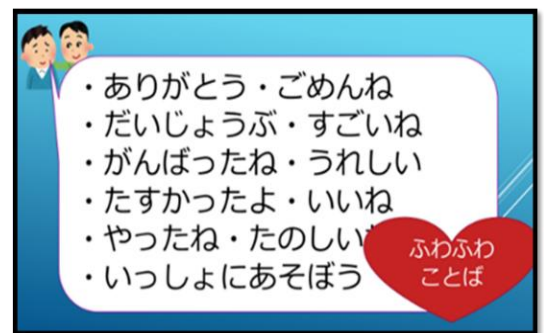 ・ありがとう・ごめんね
・だいじょうぶ・すごいね
・がんばったね・うれしい
・たすかったよ・いいね
・やったね・たのしい
・いっしょにあそぼう
ふわふわ
ことば